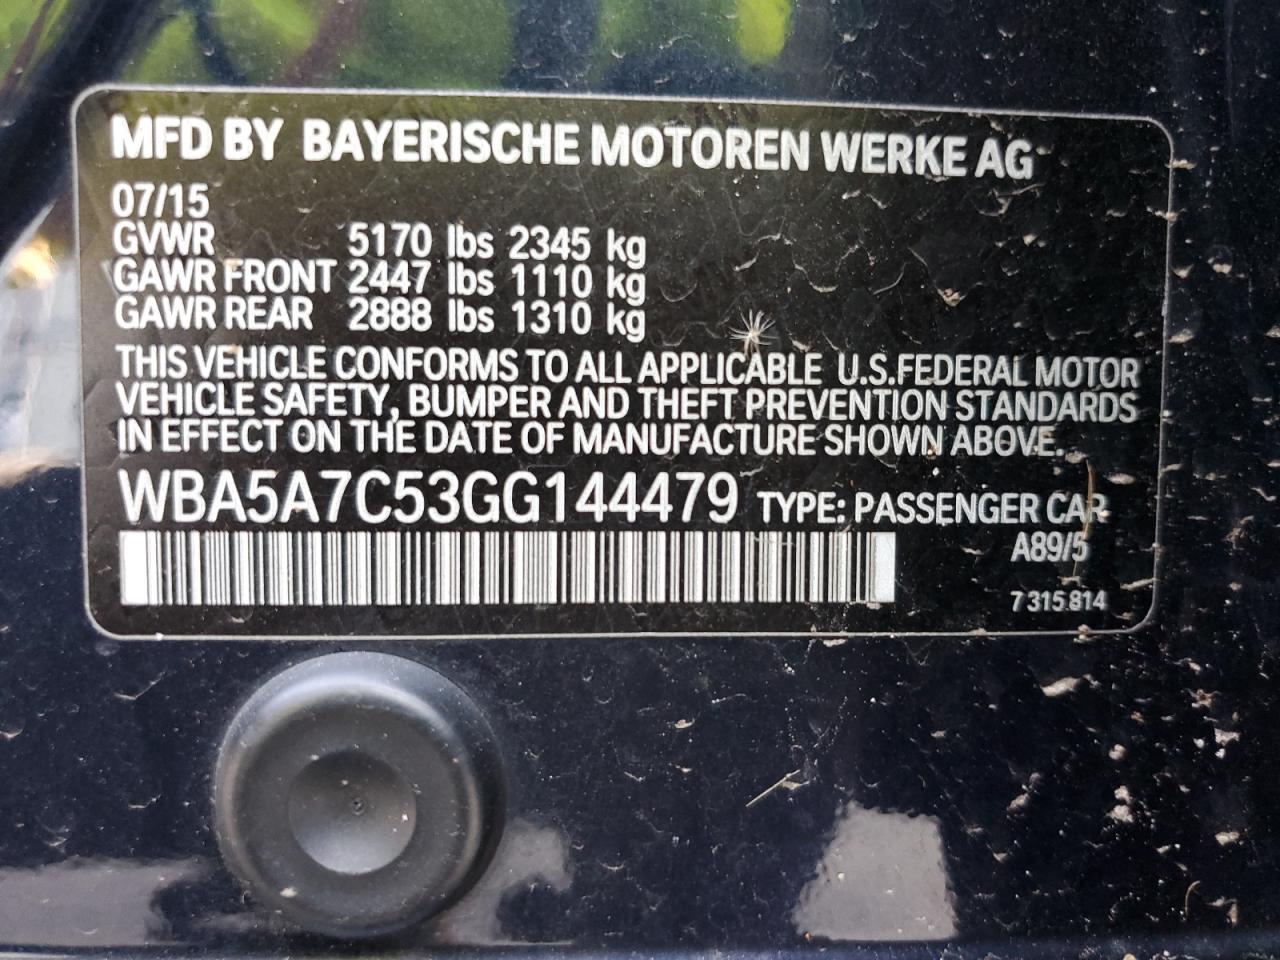 MFD BY BAYERISCHE MOTOREN WERKE AG
07/15
GVWR 5170 lbs 2345 kg
GAWR FRONT 2447 lbs 1110 kg
GAWR REAR 2888 lbs 1310 kg
THIS VEHICLE CONFORMS TO ALL APPLICABLE U.S.FEDERAL MOTOR
VEHICLE SAFETY, BUMPER AND THEFT PREVENTION STANDARDS
IN EFFECT ON THE DATE OF MANUFACTURE SHOWN ABOVE.
WBA5A7C53GG144479 TYPE: PASSENGER CAR
A89/5
7 315 814